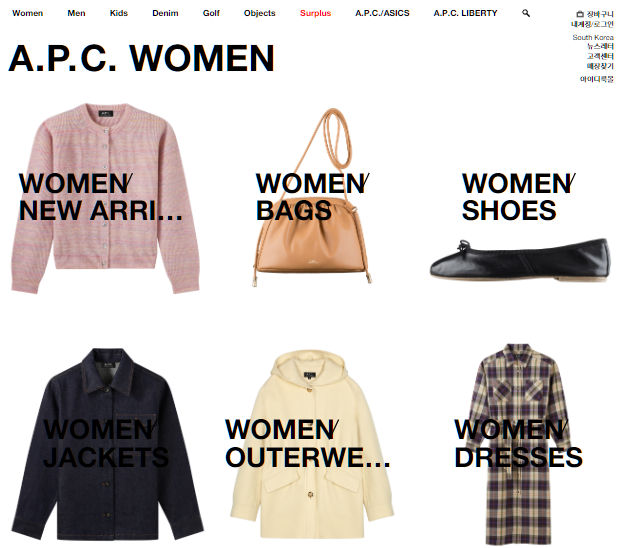 Women Men Kids Denim Golf Objects Surplus A.P.C./ASICS A.P.C. LIBERTY
장바구니
내계정/로그인
South Korea
뉴스레터
고객센터
매장찾기
아이디룩몰
A.P.C. WOMEN
WOMEN/
NEW ARRI...
WOMEN/
BAGS
WOMEN/
SHOES
WOMEN/
JACKETS
WOMEN/
OUTERWE...
WOMEN/
DRESSES